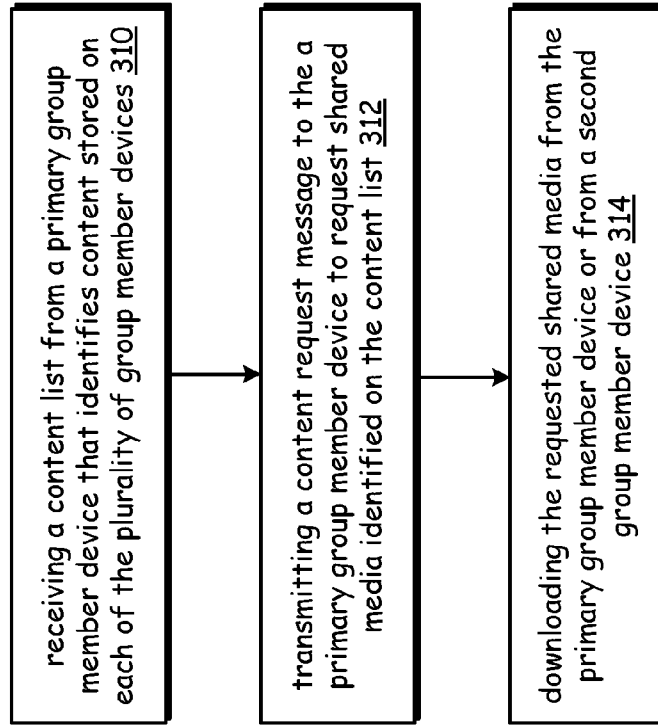 receiving a content list from a primary group
member device that identifies content stored on
each of the plurality of group member devices 310
transmitting a content request message to the a
primary group member device to request shared
media identified on the content list 312
downloading the requested shared media from the
primary group member device or from a second
group member device 314